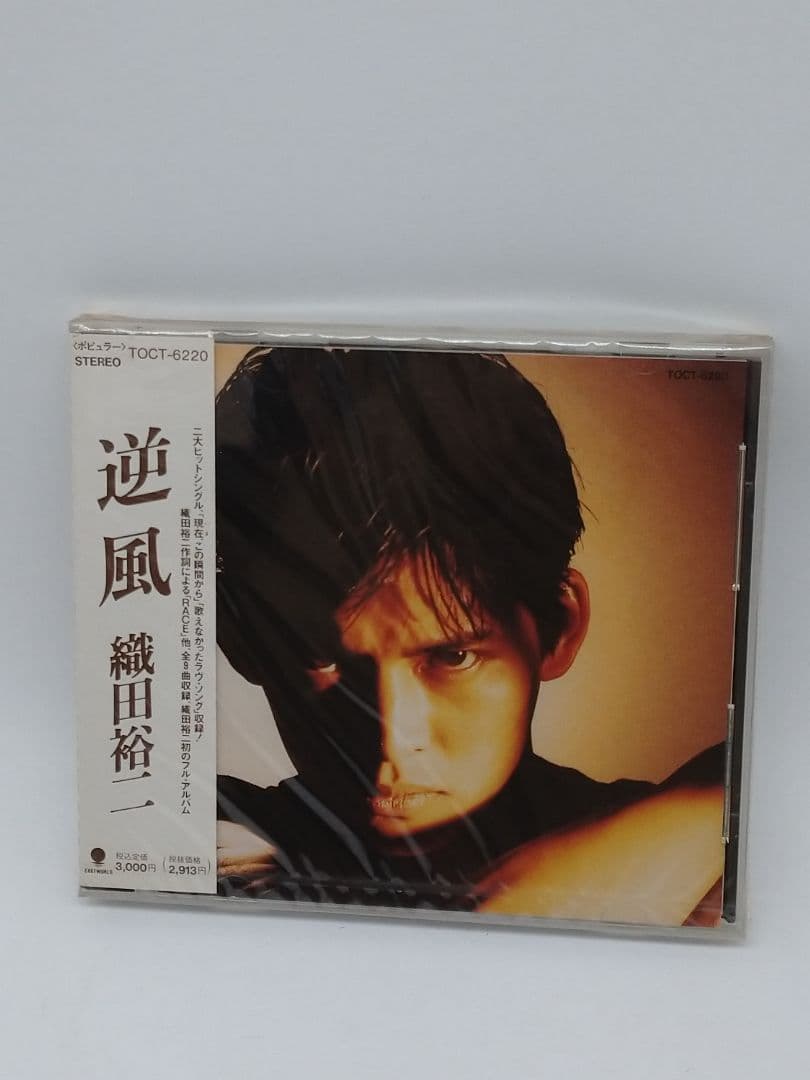 〈ポピュラー〉
STEREO
TOCT-6220
逆風
織田裕二
二大ヒットシングル、「現在、この瞬間から」「歌えなかったラヴ・ソング」収録!
織田裕二作詞による「RACE」他、全9曲収録、織田裕二初のフル・アルバム
EASTWORLD
税込定価
3,000円
(税抜価格
2,913円)
TOCT-6220